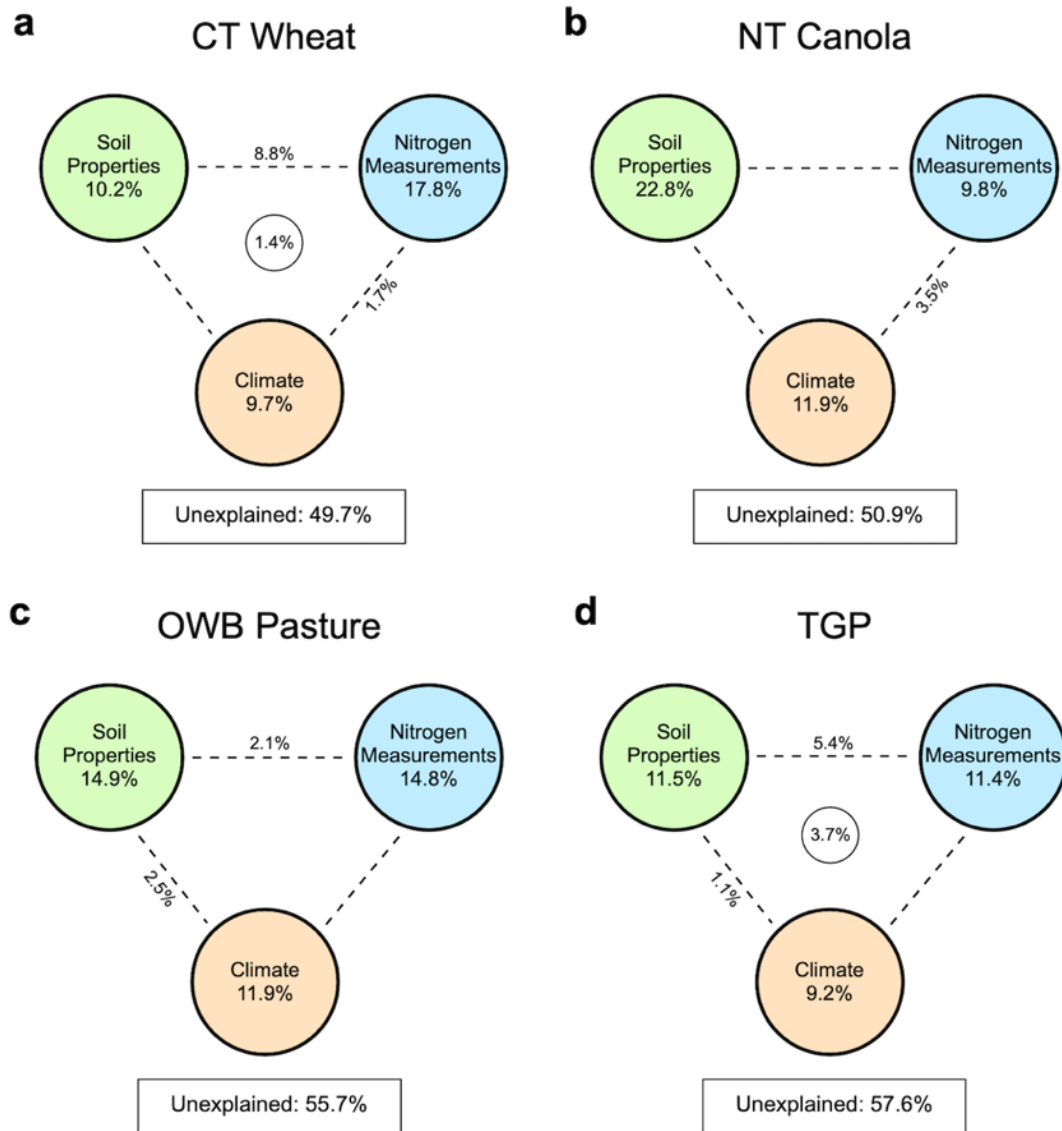 a
CT Wheat
Soil
Properties
10.2%
8.8%
Nitrogen
Measurements
17.8%
1.4%
1.7%
Climate
9.7%
Unexplained: 49.7%
b
NT Canola
Soil
Properties
22.8%
Nitrogen
Measurements
9.8%
3.5%
Climate
11.9%
Unexplained: 50.9%
c
OWB Pasture
Soil
Properties
14.9%
2.1%
Nitrogen
Measurements
14.8%
2.5%
Climate
11.9%
Unexplained: 55.7%
d
TGP
Soil
Properties
11.5%
5.4%
Nitrogen
Measurements
11.4%
3.7%
1.1%
Climate
9.2%
Unexplained: 57.6%